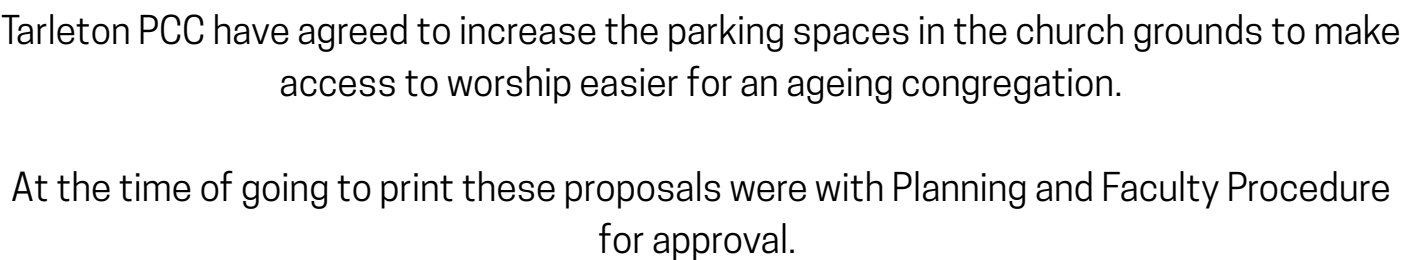 Tarleton PCC have agreed to increase the parking spaces in the church grounds to make
access to worship easier for an ageing congregation.
At the time of going to print these proposals were with Planning and Faculty Procedure
for approval.